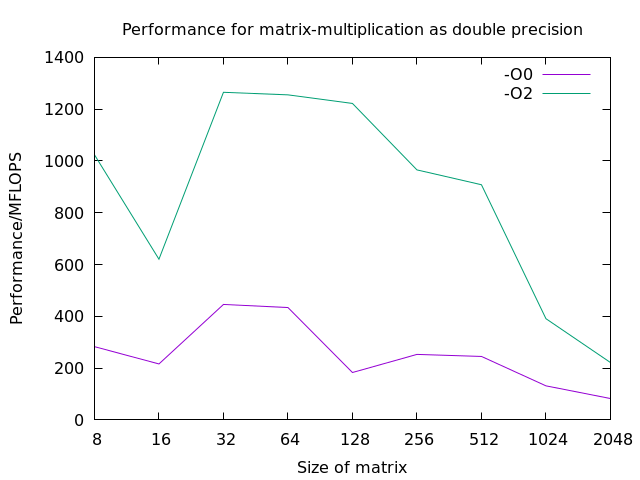 Performance for matrix-multiplication as double precision
1400
1200
1000
800
600
400
200
0
Performance/MFLOPS
-O0
-O2
8 16 32 64 128 256 512 1024 2048
Size of matrix